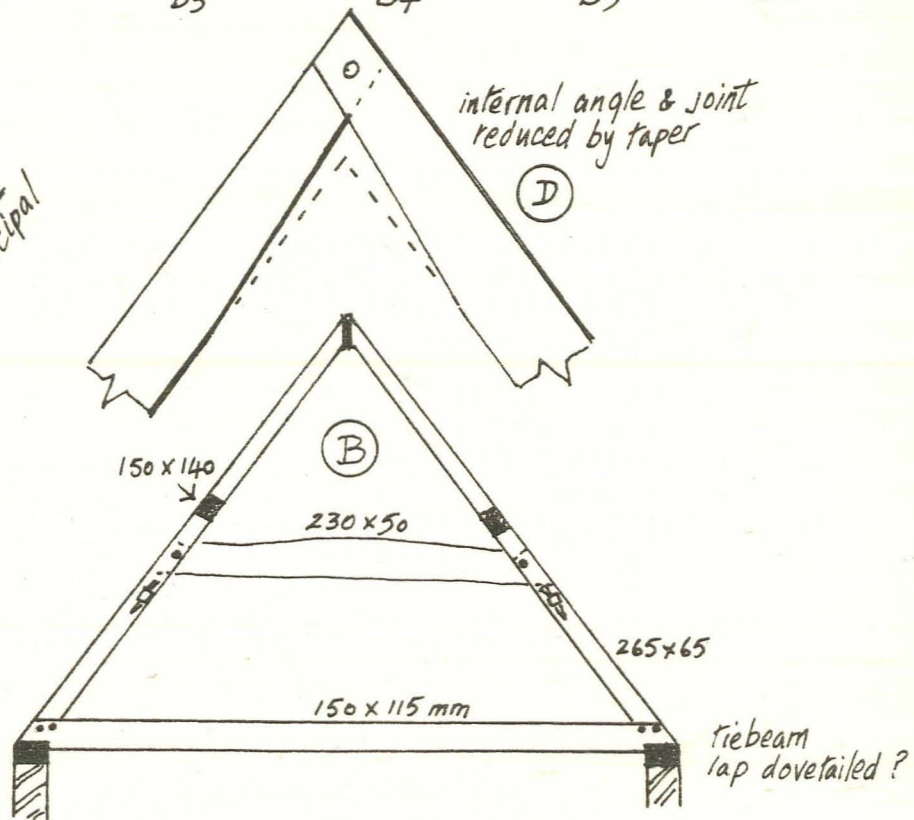 internal angle & joint
reduced by taper
D
B
150 x 140
230 x 50
265 x 65
150 x 115 mm
tiebeam
lap dovetailed ?